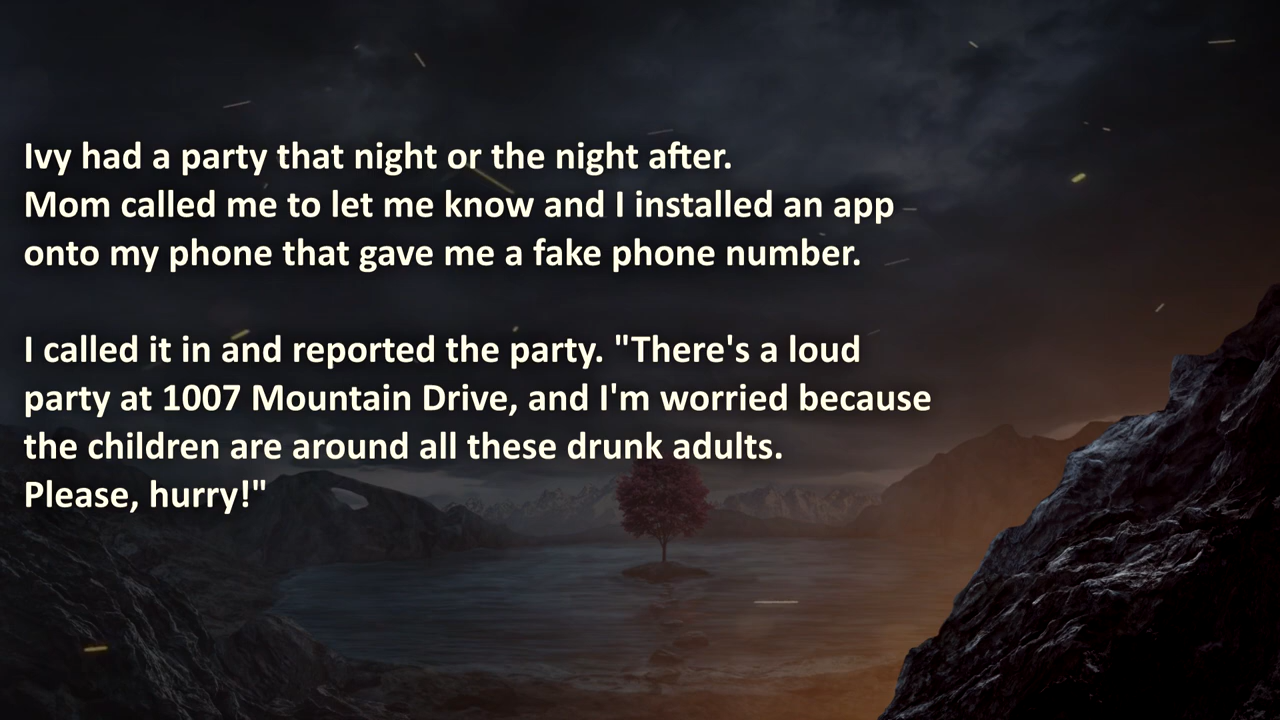 Ivy had a party that night or the night after.
Mom called me to let me know and I installed an app
onto my phone that gave me a fake phone number.
I called it in and reported the party. "There's a loud
party at 1007 Mountain Drive, and I'm worried because
the children are around all these drunk adults.
Please, hurry!"